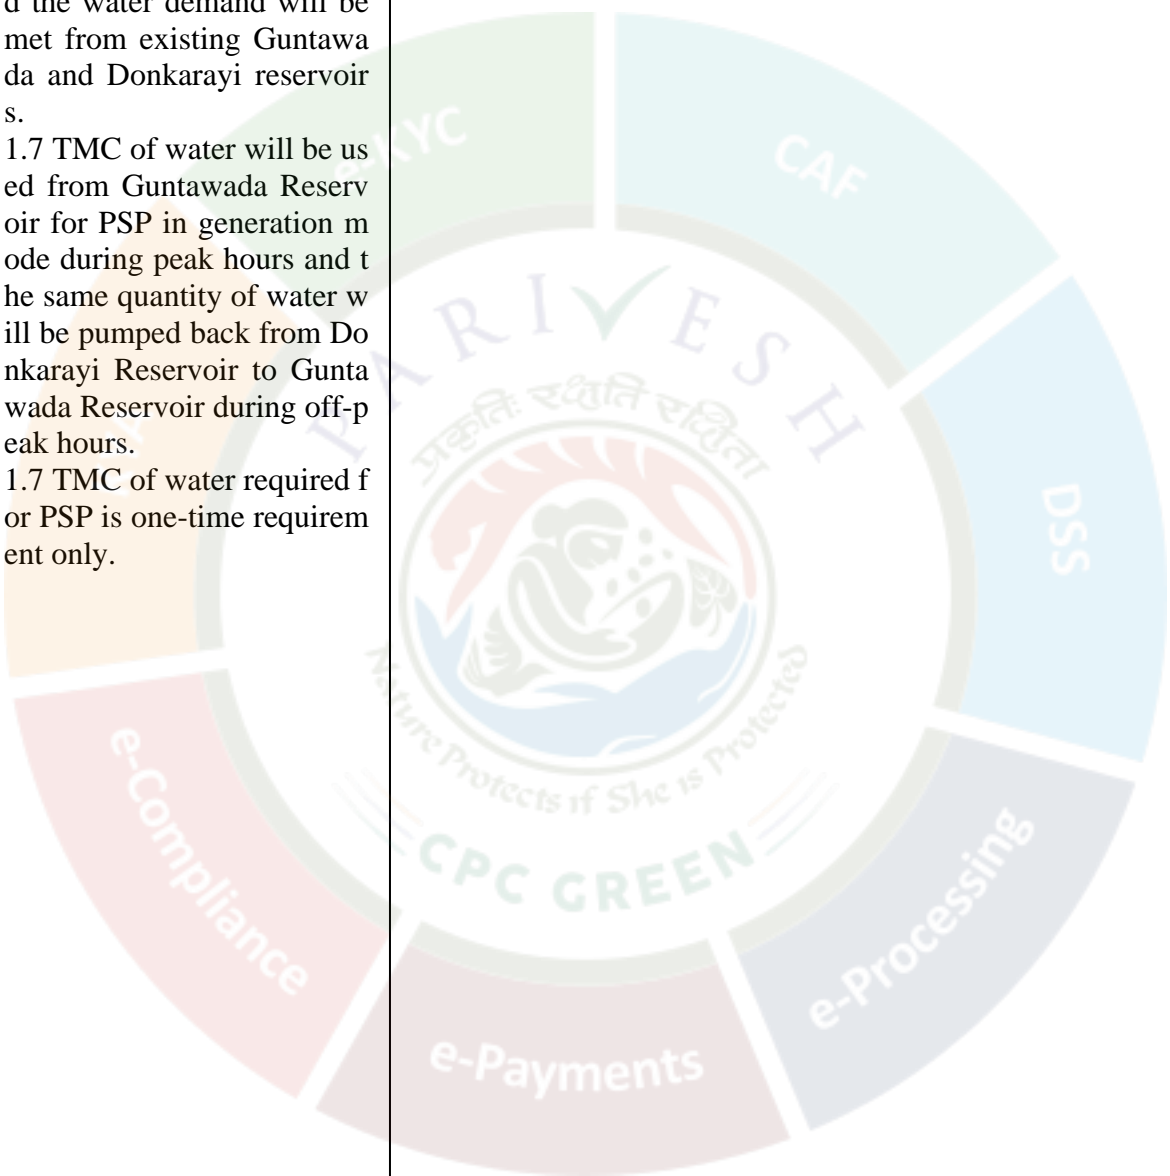 d the water demand will be
met from existing Guntawa
da and Donkarayi reservoir
s.
1.7 TMC of water will be us
ed from Guntawada Reserv
oir for PSP in generation m
ode during peak hours and t
he same quantity of water w
ill be pumped back from Do
nkarayi Reservoir to Gunta
wada Reservoir during off-p
eak hours.
1.7 TMC of water required f
or PSP is one-time requirem
ent only.
e-KYC
CAF
DSS
e-Processing
e-Payments
e-Compliance
PARIVESH
प्रकृतिः रक्षति रक्षिता
Nature Protects if She is Protected
CPC GREEN